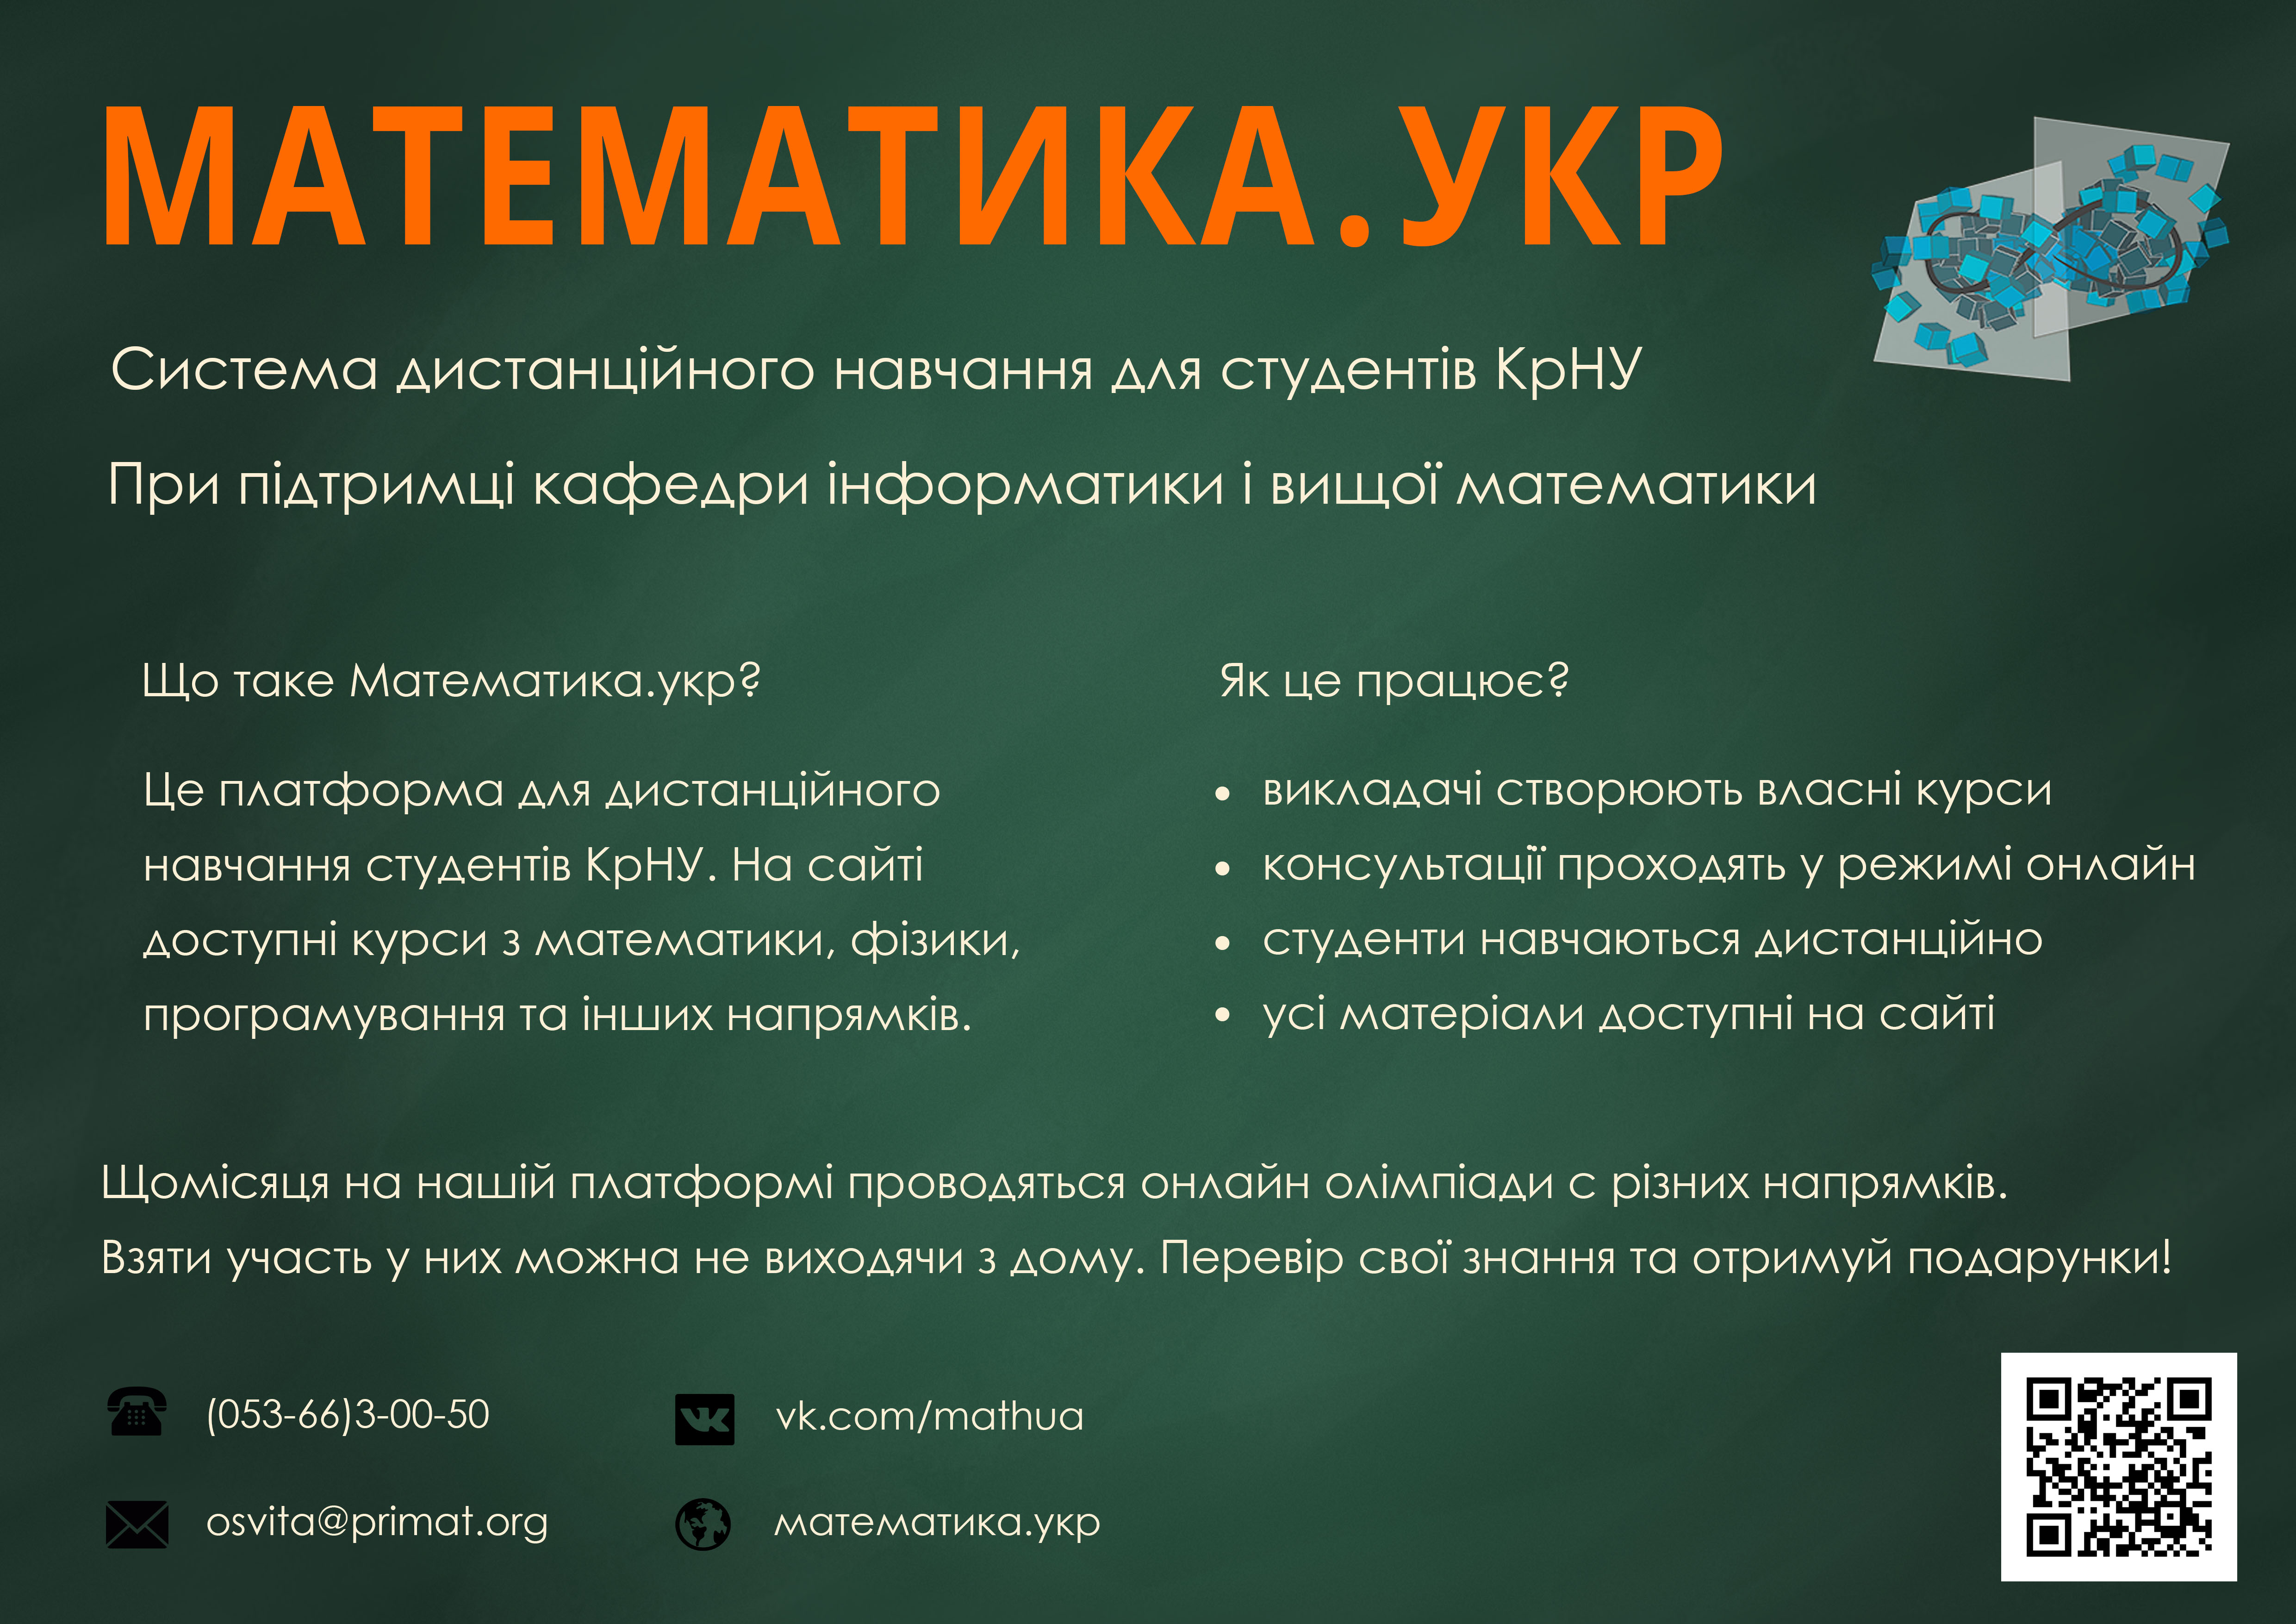 МАТЕМАТИКА.УКР
Система дистанційного навчання для студентів КрНУ
При підтримці кафедри інформатики і вищої математики
Що таке Математика.укр?
Це платформа для дистанційного
навчання студентів КрНУ. На сайті
доступні курси з математики, фізики,
програмування та інших напрямків.
Як це працює?
• викладачі створюють власні курси
• консультації проходять у режимі онлайн
• студенти навчаються дистанційно
• усі матеріали доступні на сайті
Щомісяця на нашій платформі проводяться онлайн олімпіади с різних напрямків.
Взяти участь у них можна не виходячи з дому. Перевір свої знання та отримуй подарунки!
(053-66)3-00-50
vk.com/mathua
osvita@primat.org
математика.укр